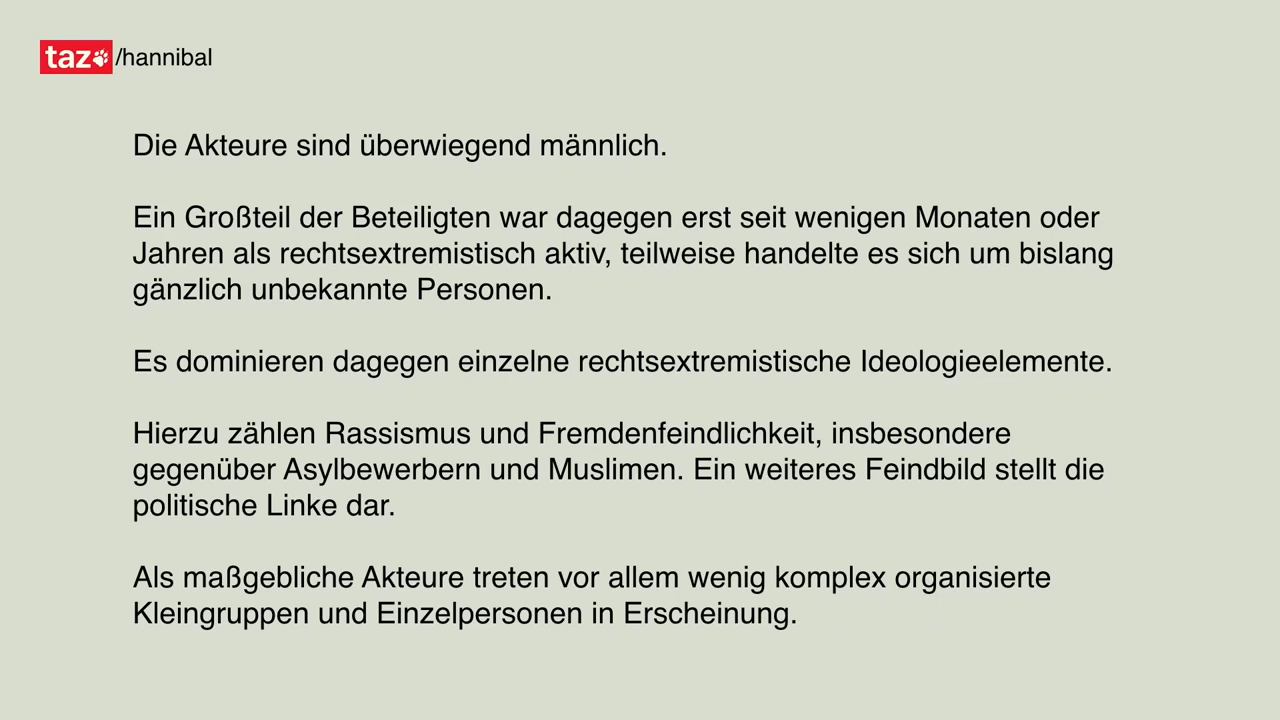 taz /hannibal
Die Akteure sind überwiegend männlich.
Ein Großteil der Beteiligten war dagegen erst seit wenigen Monaten oder
Jahren als rechtsextremistisch aktiv, teilweise handelte es sich um bislang
gänzlich unbekannte Personen.
Es dominieren dagegen einzelne rechtsextremistische Ideologieelemente.
Hierzu zählen Rassismus und Fremdenfeindlichkeit, insbesondere
gegenüber Asylbewerbern und Muslimen. Ein weiteres Feindbild stellt die
politische Linke dar.
Als maßgebliche Akteure treten vor allem wenig komplex organisierte
Kleingruppen und Einzelpersonen in Erscheinung.